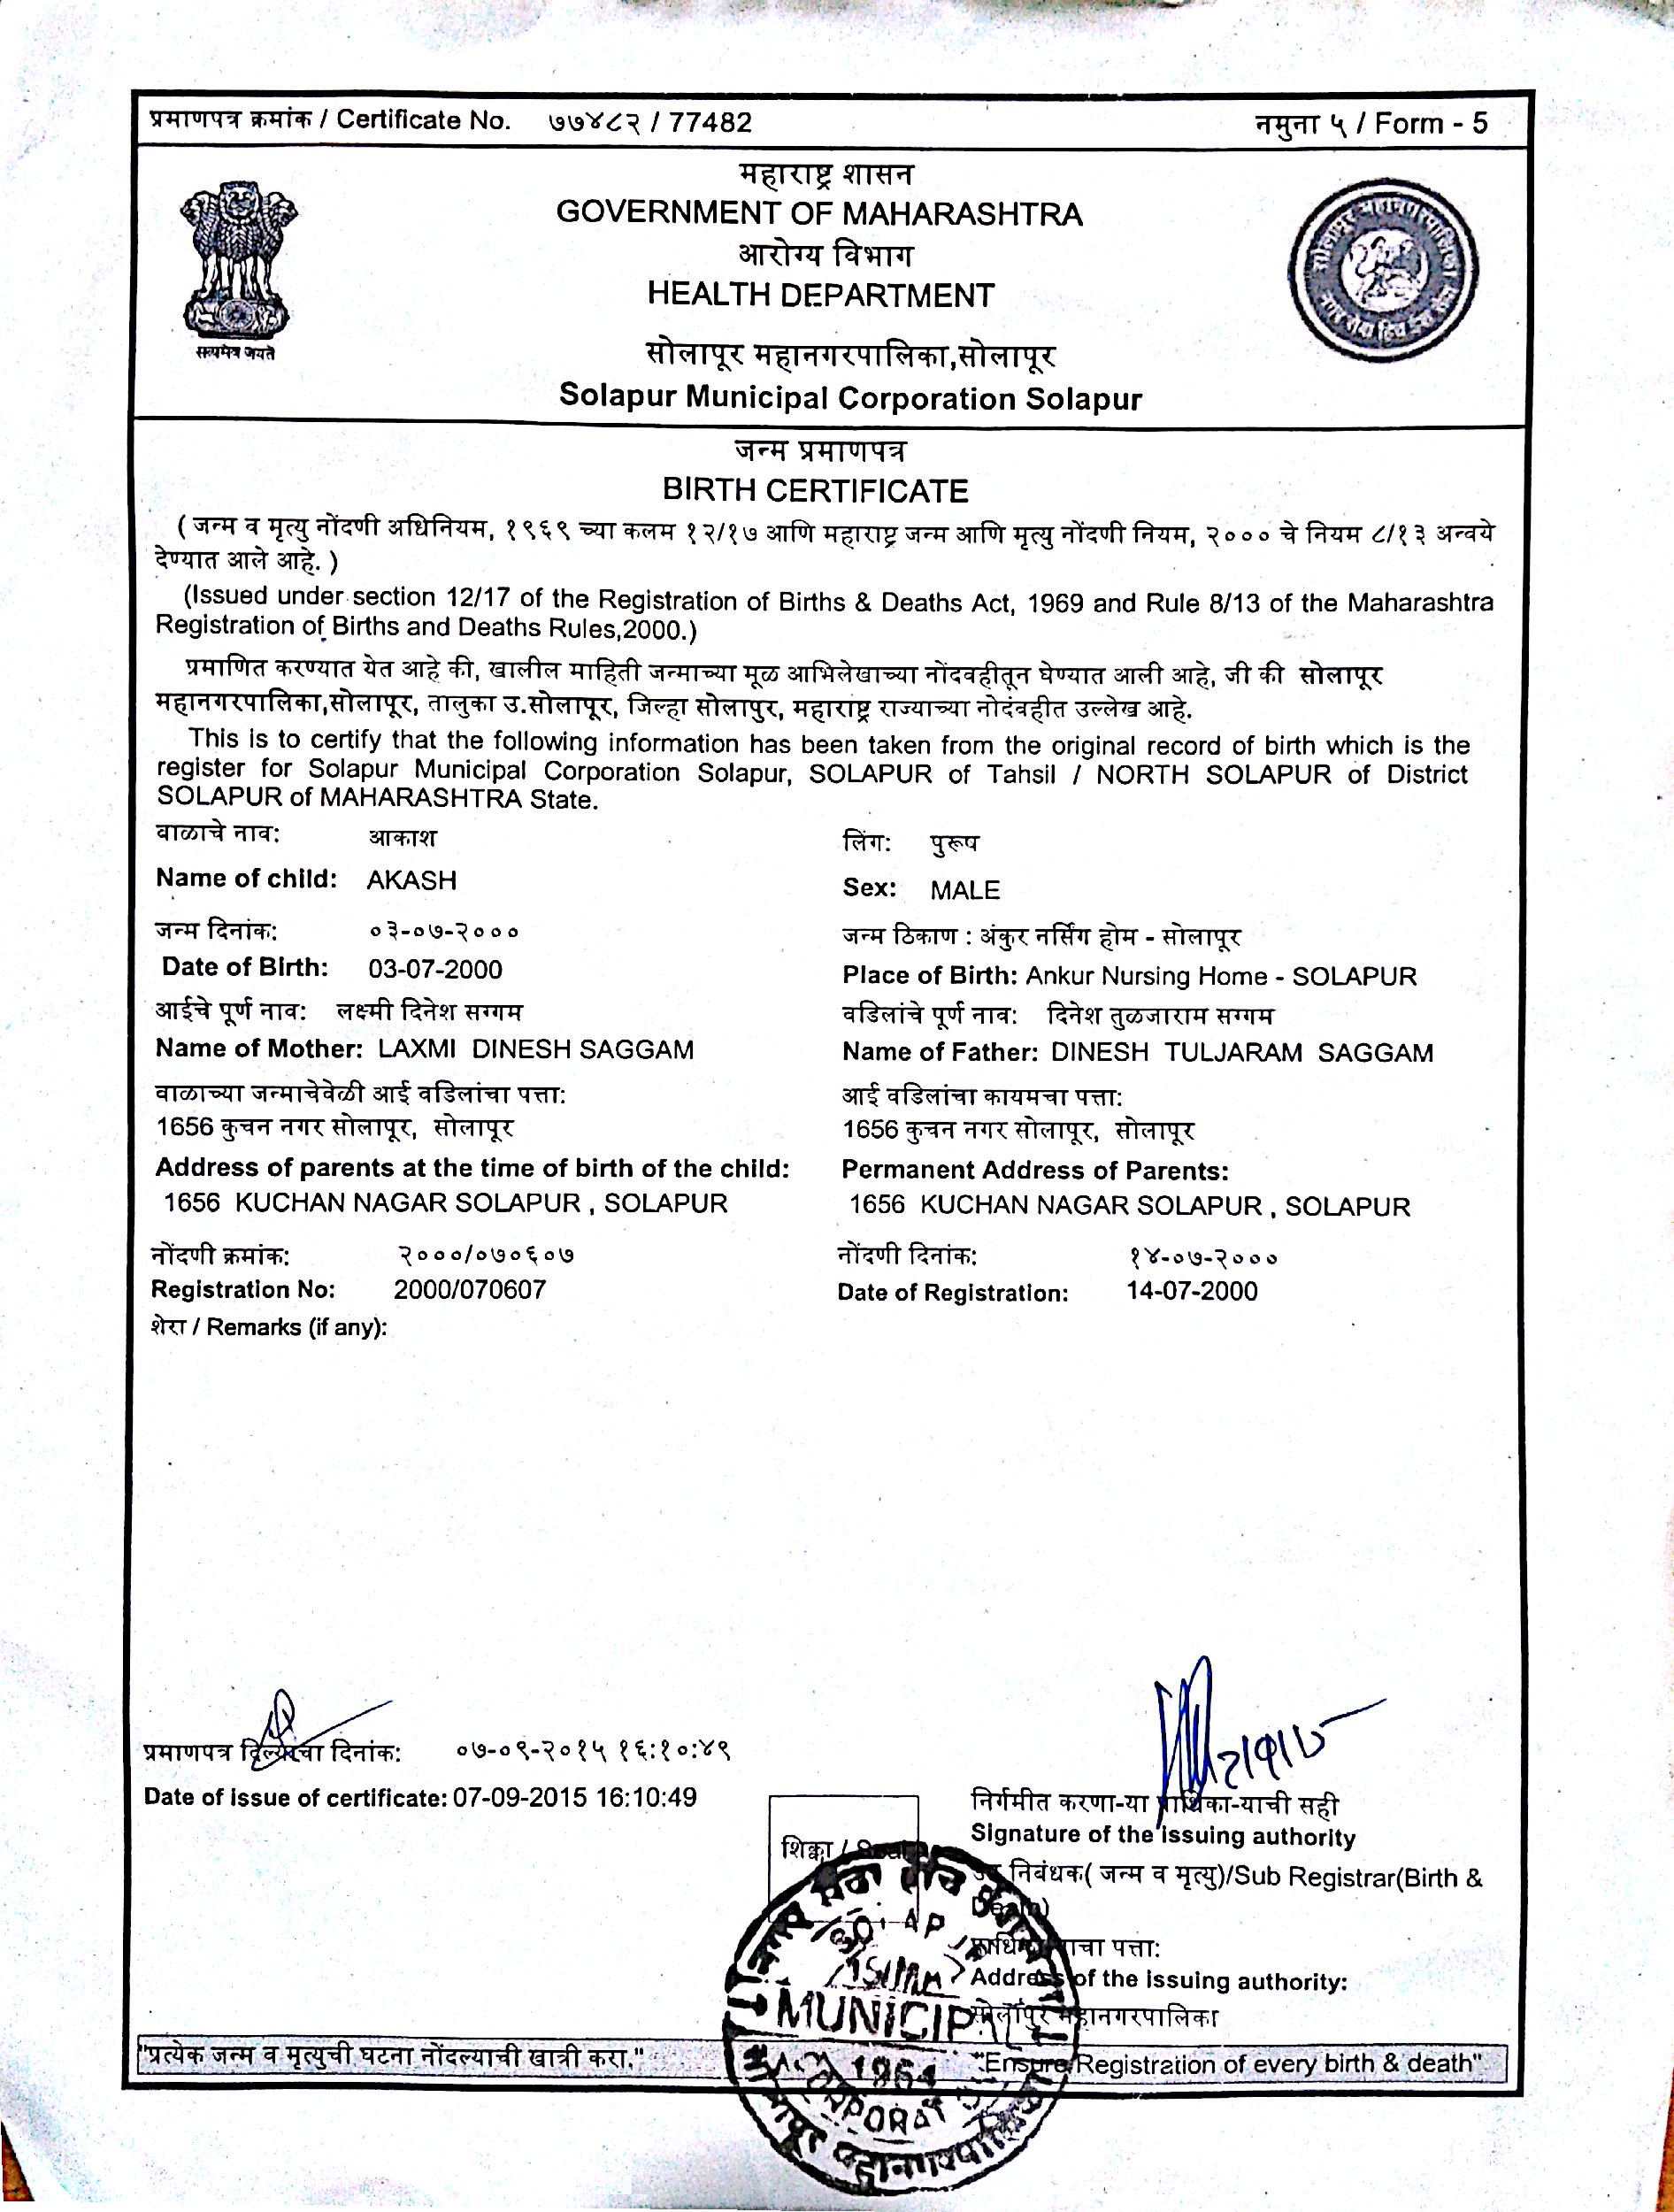 प्रमाणपत्र क्रमांक / Certificate No. ७७४८२ / 77482
नमुना ५ / Form - 5
महाराष्ट्र शासन
GOVERNMENT OF MAHARASHTRA
आरोग्य विभाग
HEALTH DEPARTMENT
सोलापूर महानगरपालिका,सोलापूर
Solapur Municipal Corporation Solapur
सत्यमेव जयते
जन्म प्रमाणपत्र
BIRTH CERTIFICATE
( जन्म व मृत्यु नोंदणी अधिनियम, १९६९ च्या कलम १२/१७ आणि महाराष्ट्र जन्म आणि मृत्यु नोंदणी नियम, २००० चे नियम ८/१३ अन्वये
देण्यात आले आहे. )
(Issued under section 12/17 of the Registration of Births & Deaths Act, 1969 and Rule 8/13 of the Maharashtra
Registration of Births and Deaths Rules,2000.)
प्रमाणित करण्यात येत आहे की, खालील माहिती जन्माच्या मूळ आभिलेखाच्या नोंदवहीतून घेण्यात आली आहे, जी की सोलापूर
महानगरपालिका,सोलापूर, तालुका उ.सोलापूर, जिल्हा सोलापुर, महाराष्ट्र राज्याच्या नोदंवहीत उल्लेख आहे.
This is to certify that the following information has been taken from the original record of birth which is the
register for Solapur Municipal Corporation Solapur, SOLAPUR of Tahsil / NORTH SOLAPUR of District
SOLAPUR of MAHARASHTRA State.
बाळाचे नाव: आकाश
लिंग: पुरूष
Name of child: AKASH
Sex: MALE
जन्म दिनांक: ०३-०७-२०००
जन्म ठिकाण : अंकुर नर्सिंग होम - सोलापूर
Date of Birth: 03-07-2000
Place of Birth: Ankur Nursing Home - SOLAPUR
आईचे पूर्ण नाव: लक्ष्मी दिनेश सग्गम
वडिलांचे पूर्ण नाव: दिनेश तुळजाराम सग्गम
Name of Mother: LAXMI DINESH SAGGAM
Name of Father: DINESH TULJARAM SAGGAM
बाळाच्या जन्माचेवेळी आई वडिलांचा पत्ता:
आई वडिलांचा कायमचा पत्ता:
1656 कुचन नगर सोलापूर, सोलापूर
1656 कुचन नगर सोलापूर, सोलापूर
Address of parents at the time of birth of the child:
Permanent Address of Parents:
1656 KUCHAN NAGAR SOLAPUR , SOLAPUR
1656 KUCHAN NAGAR SOLAPUR , SOLAPUR
नोंदणी क्रमांक: २०००/०७०६०७
नोंदणी दिनांक: १४-०७-२०००
Registration No: 2000/070607
Date of Registration: 14-07-2000
शेरा / Remarks (if any):
प्रमाणपत्र दिल्याचा दिनांक: ०७-०९-२०१५ १६:१०:४९
Date of issue of certificate: 07-09-2015 16:10:49
निर्गमीत करणा-या प्राधिका-याची सही
Signature of the issuing authority
शिक्का /
निबंधक( जन्म व मृत्यु)/Sub Registrar(Birth &
Death)
पत्ता:
Address of the issuing authority:
सोलापुर महानगरपालिका
MUNICIPAL
1964
"प्रत्येक जन्म व मृत्युची घटना नोंदल्याची खात्री करा."
"Ensure Registration of every birth & death"